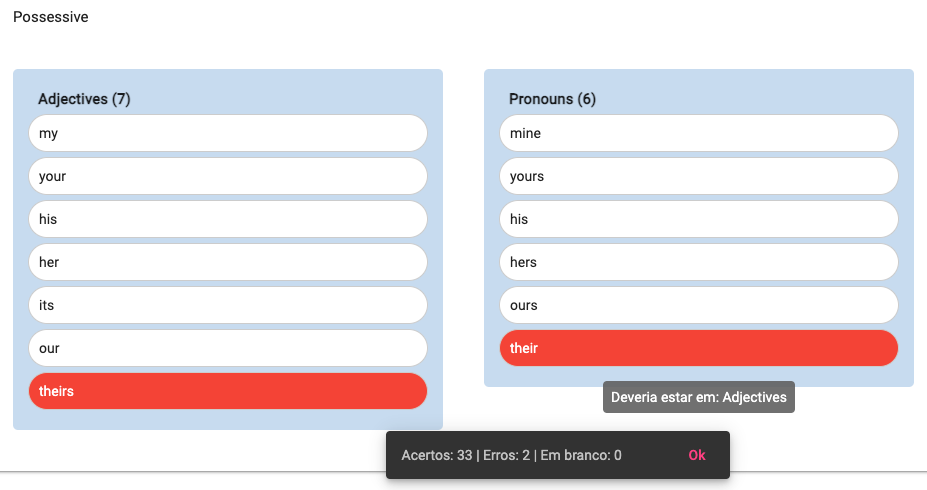 Possessive
Adjectives (7)
my
your
his
her
its
our
theirs
Pronouns (6)
mine
yours
his
hers
ours
their
Deveria estar em: Adjectives
Acertos: 33 | Erros: 2 | Em branco: 0
Ok